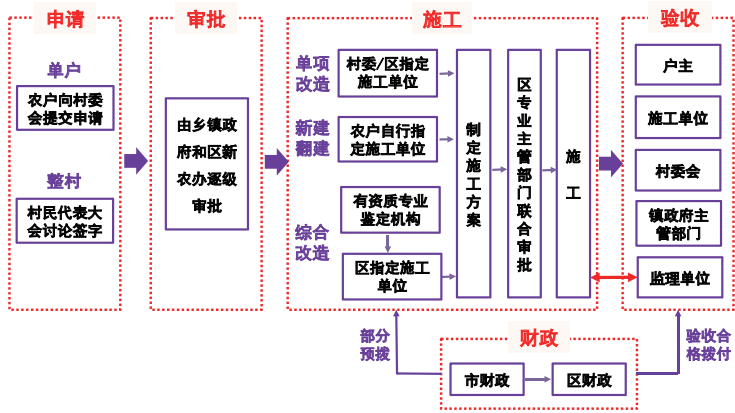 申请
单户
农户向村委
会提交申请
整村
村民代表大
会讨论签字
审批
由乡镇政
府和区新
农办逐级
审批
施工
单项
改造
村委/区指定
施工单位
新建
翻建
农户自行指
定施工单位
综合
改造
有资质专业
鉴定机构
区指定施工
单位
制
定
施
工
方
案
区
专
业
主
管
部
门
联
合
审
批
施
工
验收
户主
施工单位
村委会
镇政府主
管部门
监理单位
部分
预拨
财政
市财政
区财政
验收合
格拨付